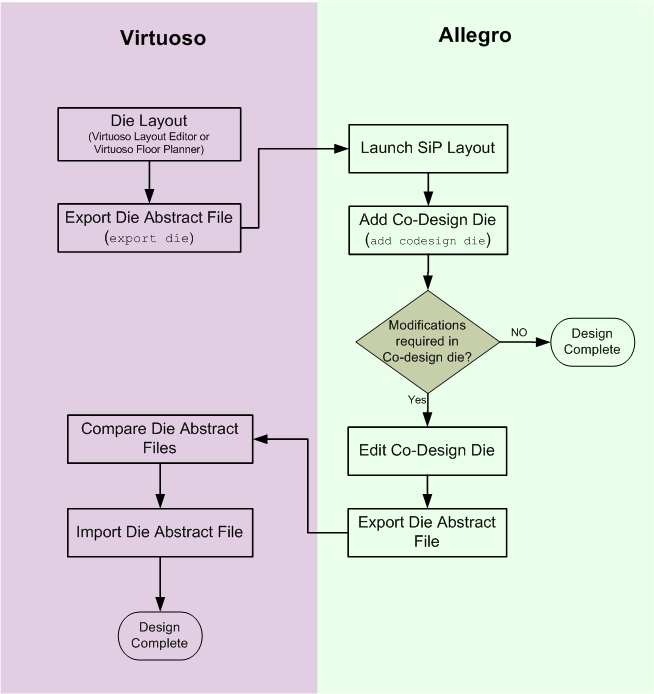 Virtuoso
Allegro
Die Layout
(Virtuoso Layout Editor or
Virtuoso Floor Planner)
Export Die Abstract File
(export die)
Launch SiP Layout
Add Co-Design Die
(add codesign die)
Modifications
required in
Co-design die?
NO
Design
Complete
Yes
Edit Co-Design Die
Export Die Abstract
File
Compare Die Abstract
Files
Import Die Abstract File
Design
Complete